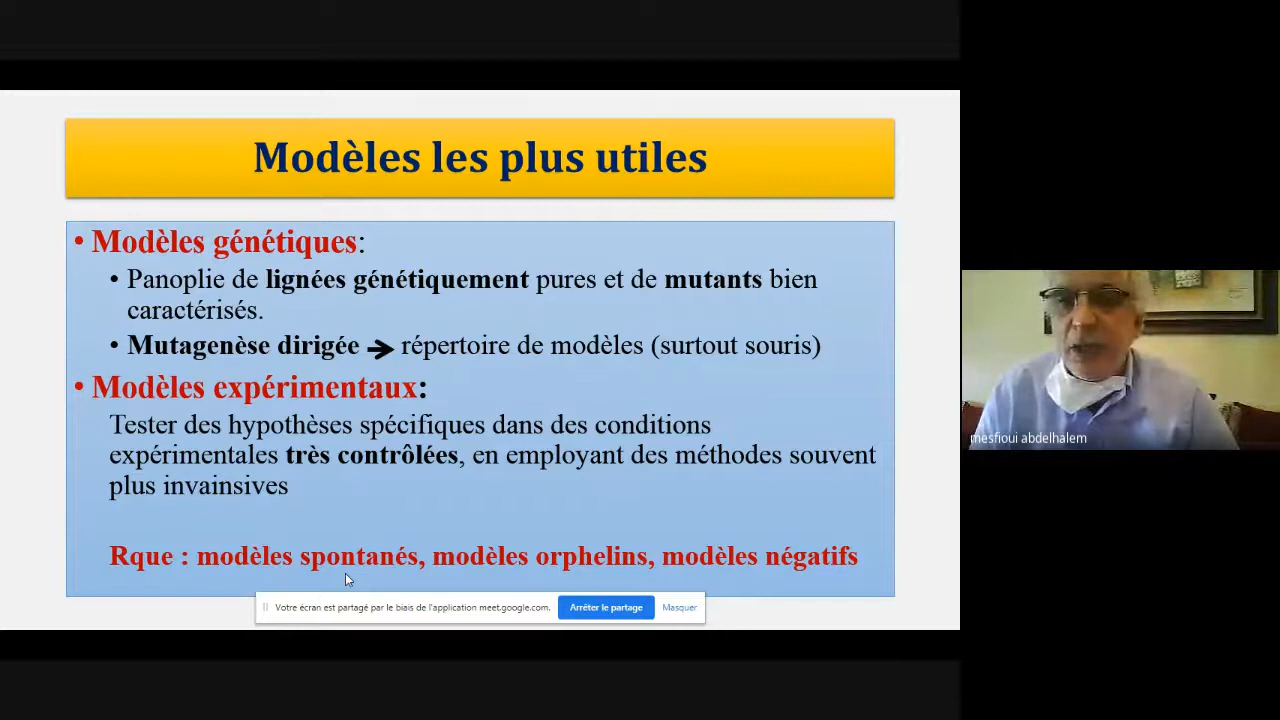 Modèles les plus utiles
• Modèles génétiques:
• Panoplie de lignées génétiquement pures et de mutants bien
caractérisés.
• Mutagenèse dirigée → répertoire de modèles (surtout souris)
• Modèles expérimentaux:
Tester des hypothèses spécifiques dans des conditions
expérimentales très contrôlées, en employant des méthodes souvent
plus invainsives
Rque : modèles spontanés, modèles orphelins, modèles négatifs
Votre écran est partagé par le biais de l'application meet.google.com. Arrêter le partage Masquer
mesfioui abdelhalem